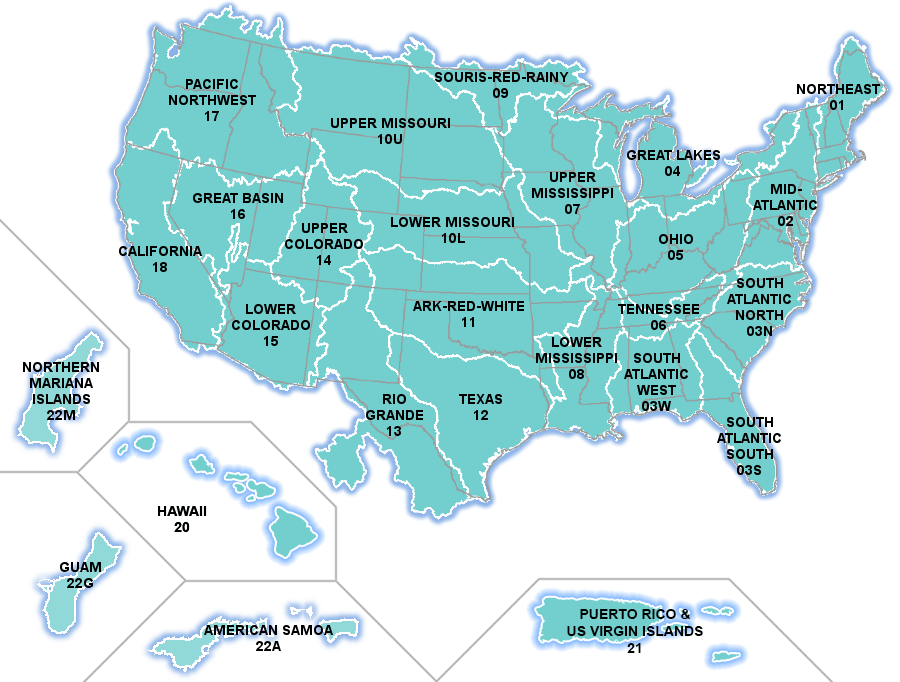 SOURIS-RED-RAINY
09
NORTHEAST
01
PACIFIC
NORTHWEST
17
UPPER MISSOURI
10U
GREAT LAKES
04
UPPER
MISSISSIPPI
07
MID-
ATLANTIC
02
GREAT BASIN
16
LOWER MISSOURI
10L
UPPER
COLORADO
14
OHIO
05
CALIFORNIA
18
SOUTH
ATLANTIC
NORTH
03N
ARK-RED-WHITE
11
TENNESSEE
06
LOWER
COLORADO
15
LOWER
MISSISSIPPI
08
SOUTH
ATLANTIC
WEST
03W
NORTHERN
MARIANA
ISLANDS
22M
RIO
GRANDE
13
TEXAS
12
SOUTH
ATLANTIC
SOUTH
03S
HAWAII
20
GUAM
22G
AMERICAN SAMOA
22A
PUERTO RICO &
US VIRGIN ISLANDS
21